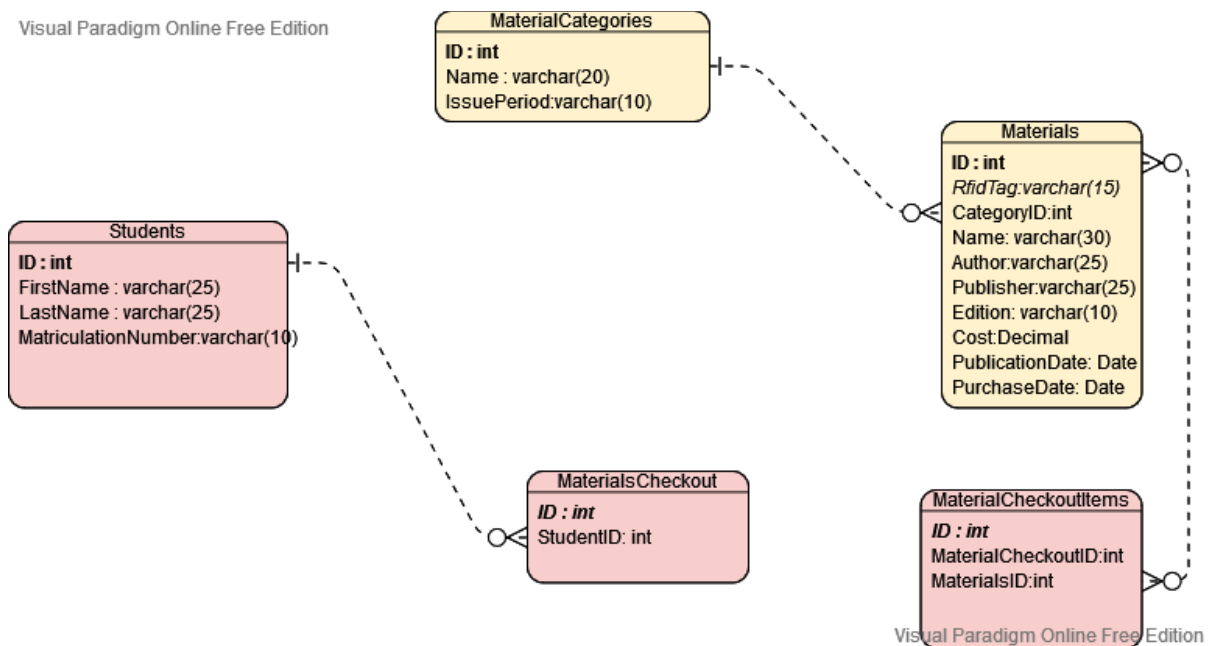 Visual Paradigm Online Free Edition
MaterialCategories
ID : int
Name : varchar(20)
IssuePeriod:varchar(10)
Materials
ID : int
RfidTag:varchar(15)
CategoryID:int
Name: varchar(30)
Author:varchar(25)
Publisher:varchar(25)
Edition: varchar(10)
Cost:Decimal
PublicationDate: Date
PurchaseDate: Date
Students
ID : int
FirstName : varchar(25)
LastName : varchar(25)
MatriculationNumber:varchar(10)
MaterialsCheckout
ID : int
StudentID: int
MaterialCheckoutItems
ID : int
MaterialCheckoutID:int
MaterialsID:int
Visual Paradigm Online Free Edition